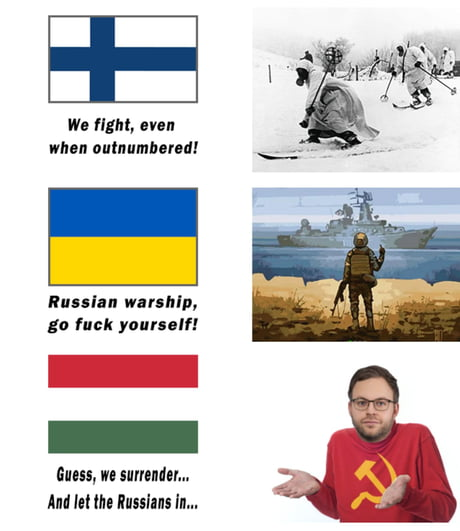 We fight, even
when outnumbered!
Russian warship,
go fuck yourself!
Guess, we surrender...
And let the Russians in...